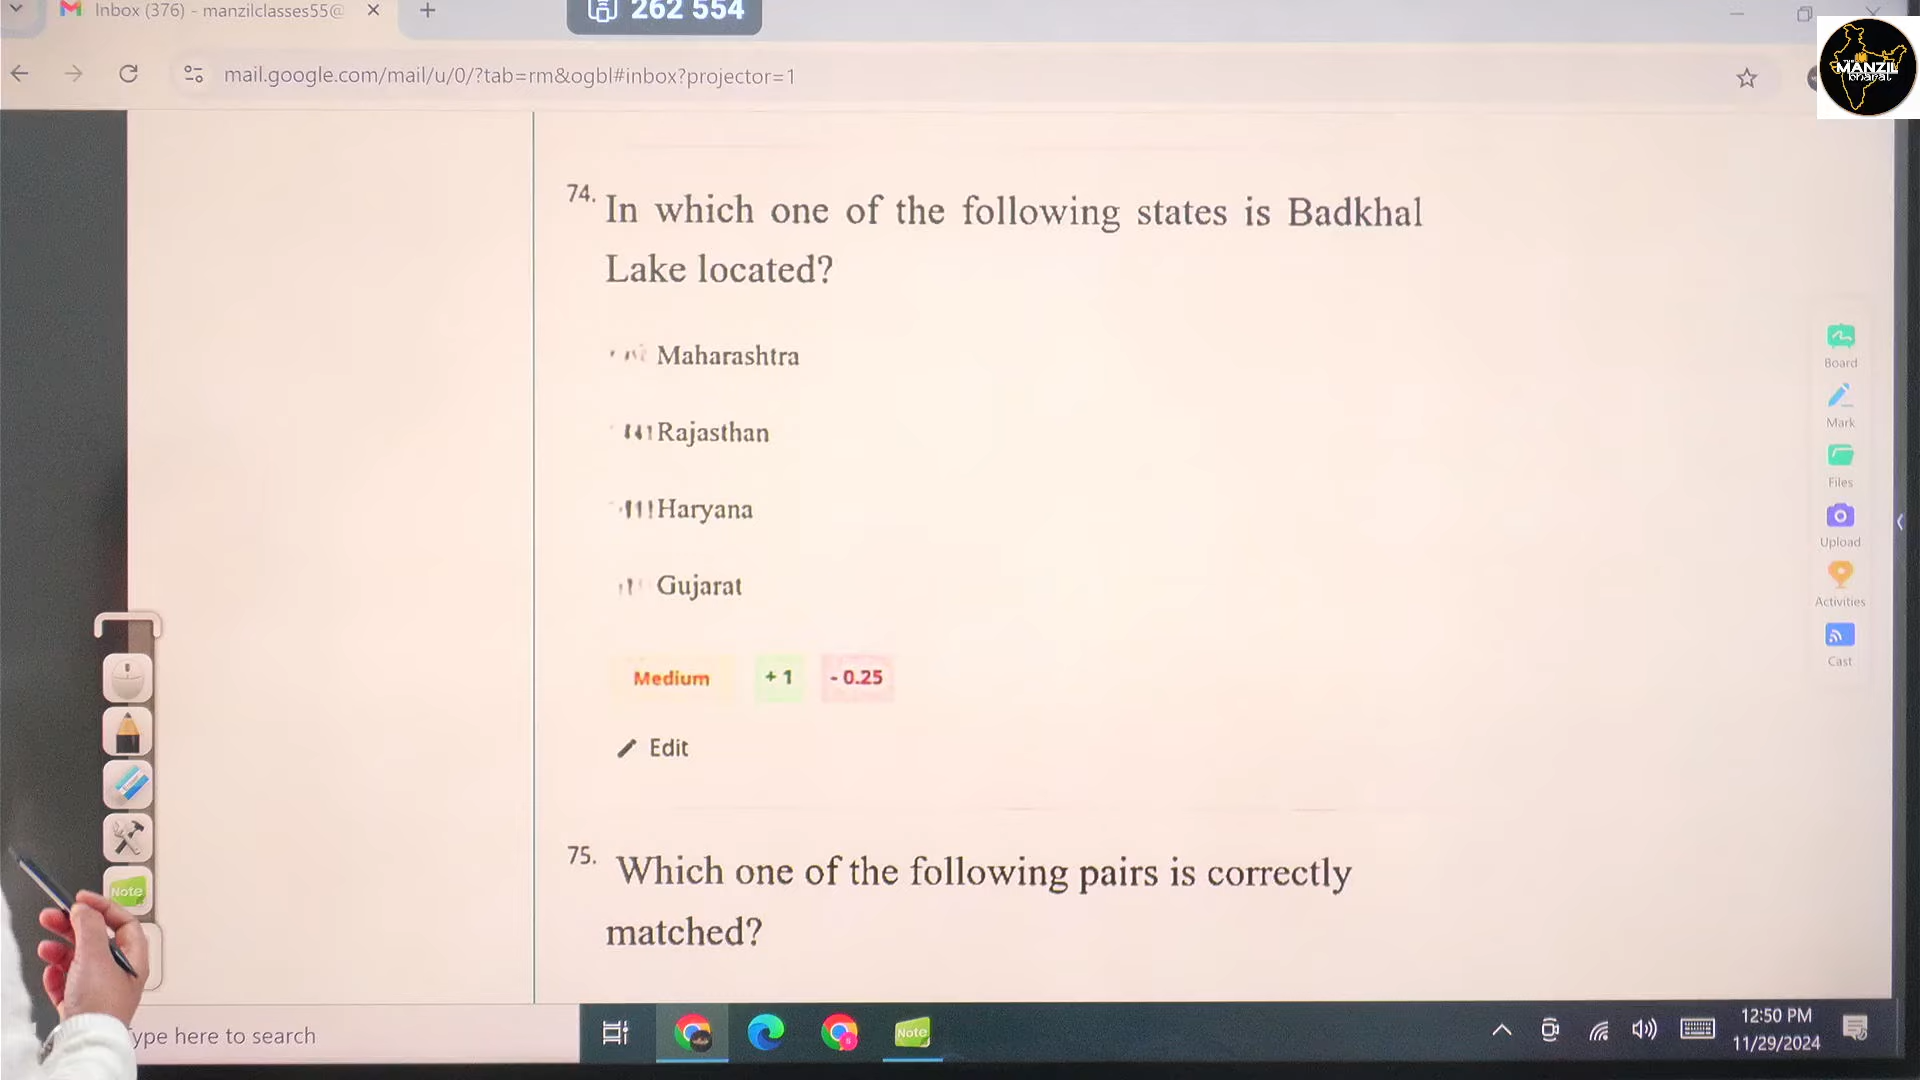 Inbox (376) - manzilclasses55@
262 554
mail.google.com/mail/u/0/?tab=rm&ogbl#inbox?projector=1
MANZIL
bharat
74. In which one of the following states is Badkhal
Lake located?
Maharashtra
Rajasthan
Haryana
Gujarat
Medium + 1 - 0.25
Edit
75. Which one of the following pairs is correctly
matched?
Board
Mark
Files
Upload
Activities
Cast
Note
ype here to search
Note
12:50 PM
11/29/2024